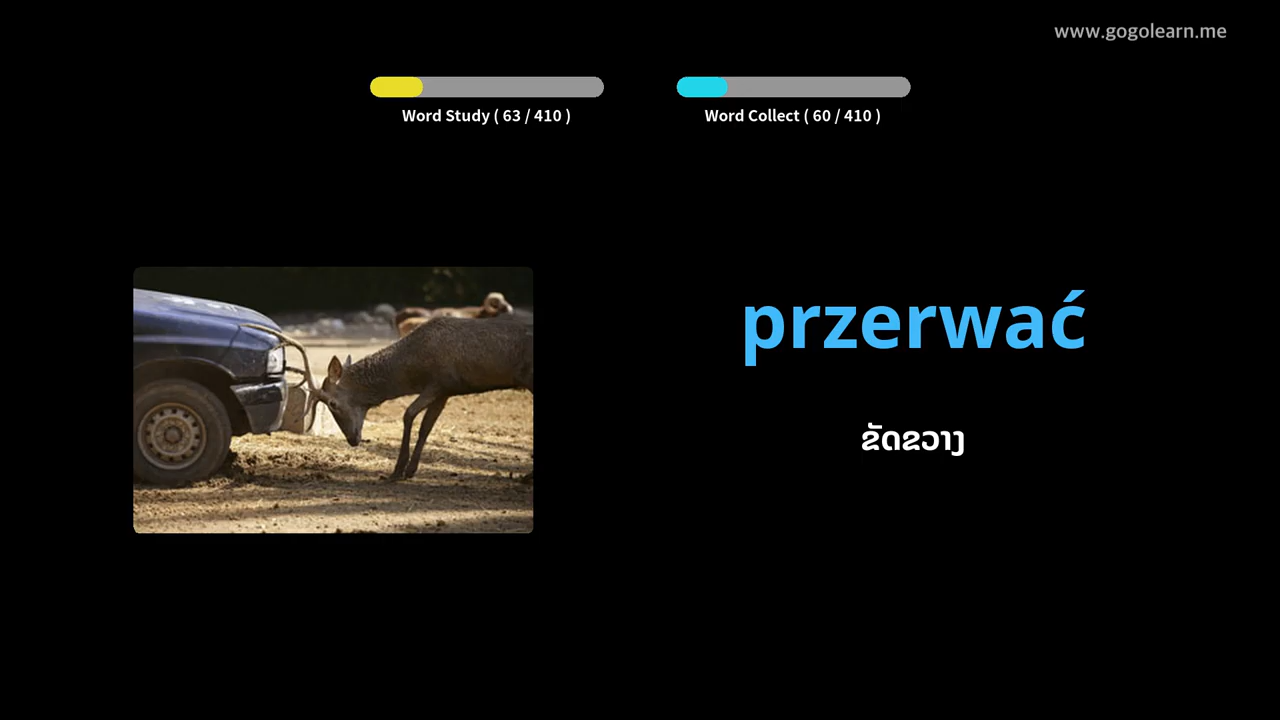 www.gogolearn.me
Word Study ( 63 / 410 )
Word Collect ( 60 / 410 )
przerwać
ຂັດຂວາງ